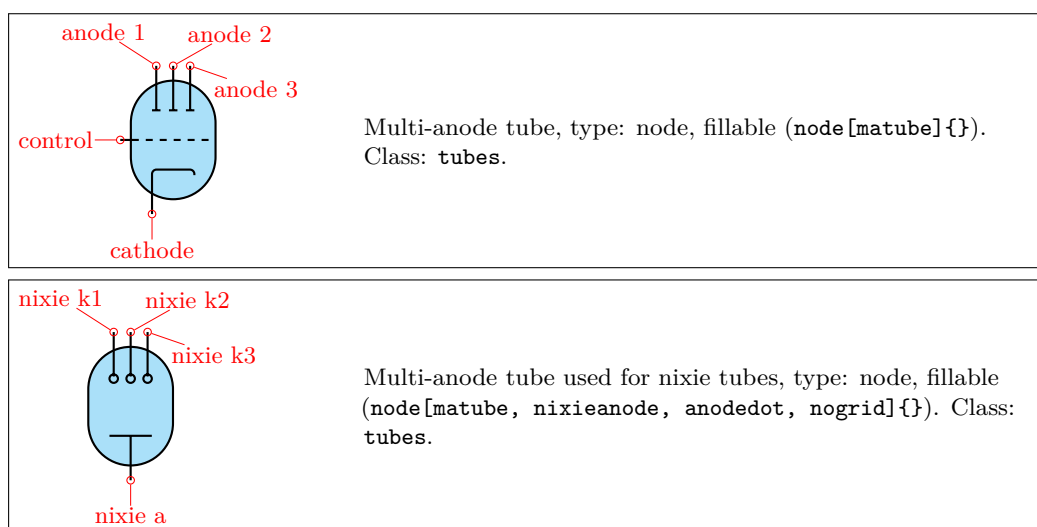 anode 1 anode 2
anode 3
control
cathode
Multi-anode tube, type: node, fillable (node[matube]{}).
Class: tubes.
nixie k1 nixie k2
nixie k3
nixie a
Multi-anode tube used for nixie tubes, type: node, fillable
(node[matube, nixieanode, anodedot, nogrid]{}). Class:
tubes.